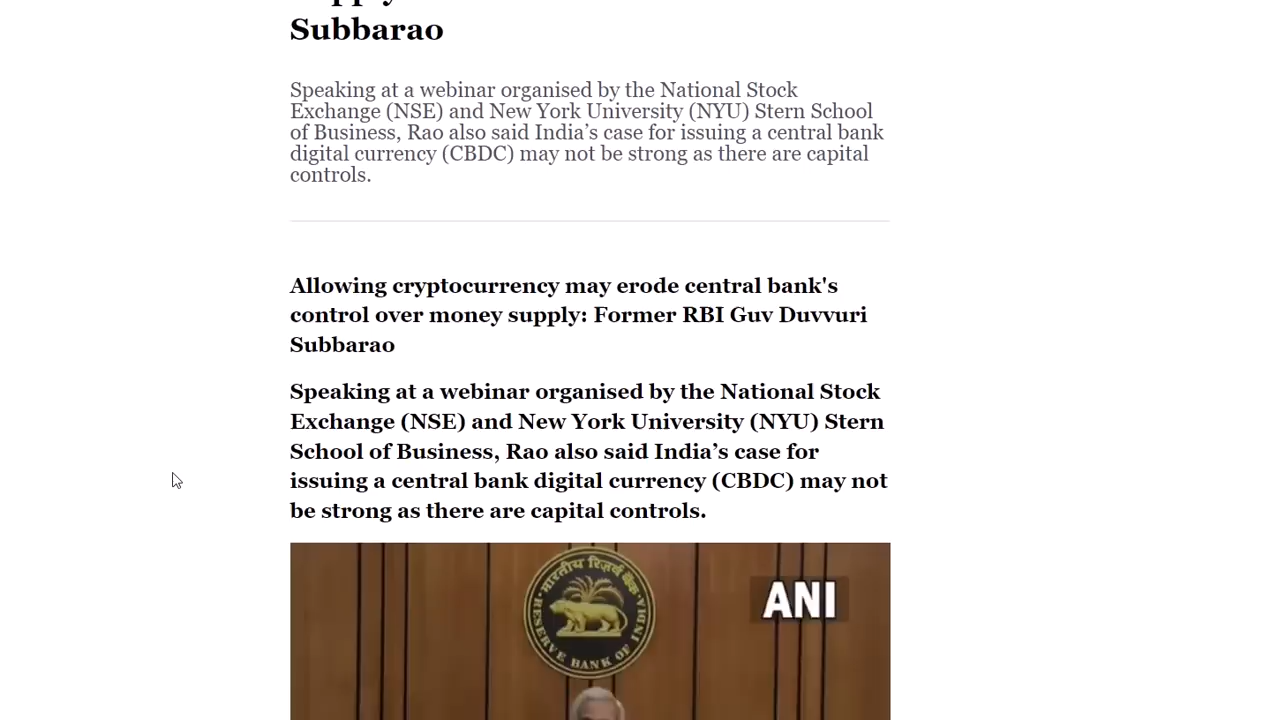 Subbarao
Speaking at a webinar organised by the National Stock
Exchange (NSE) and New York University (NYU) Stern School
of Business, Rao also said India’s case for issuing a central bank
digital currency (CBDC) may not be strong as there are capital
controls.
Allowing cryptocurrency may erode central bank's
control over money supply: Former RBI Guv Duvvuri
Subbarao
Speaking at a webinar organised by the National Stock
Exchange (NSE) and New York University (NYU) Stern
School of Business, Rao also said India’s case for
issuing a central bank digital currency (CBDC) may not
be strong as there are capital controls.
भारतीय रिज़र्व बैंक
RESERVE BANK OF INDIA
ANI